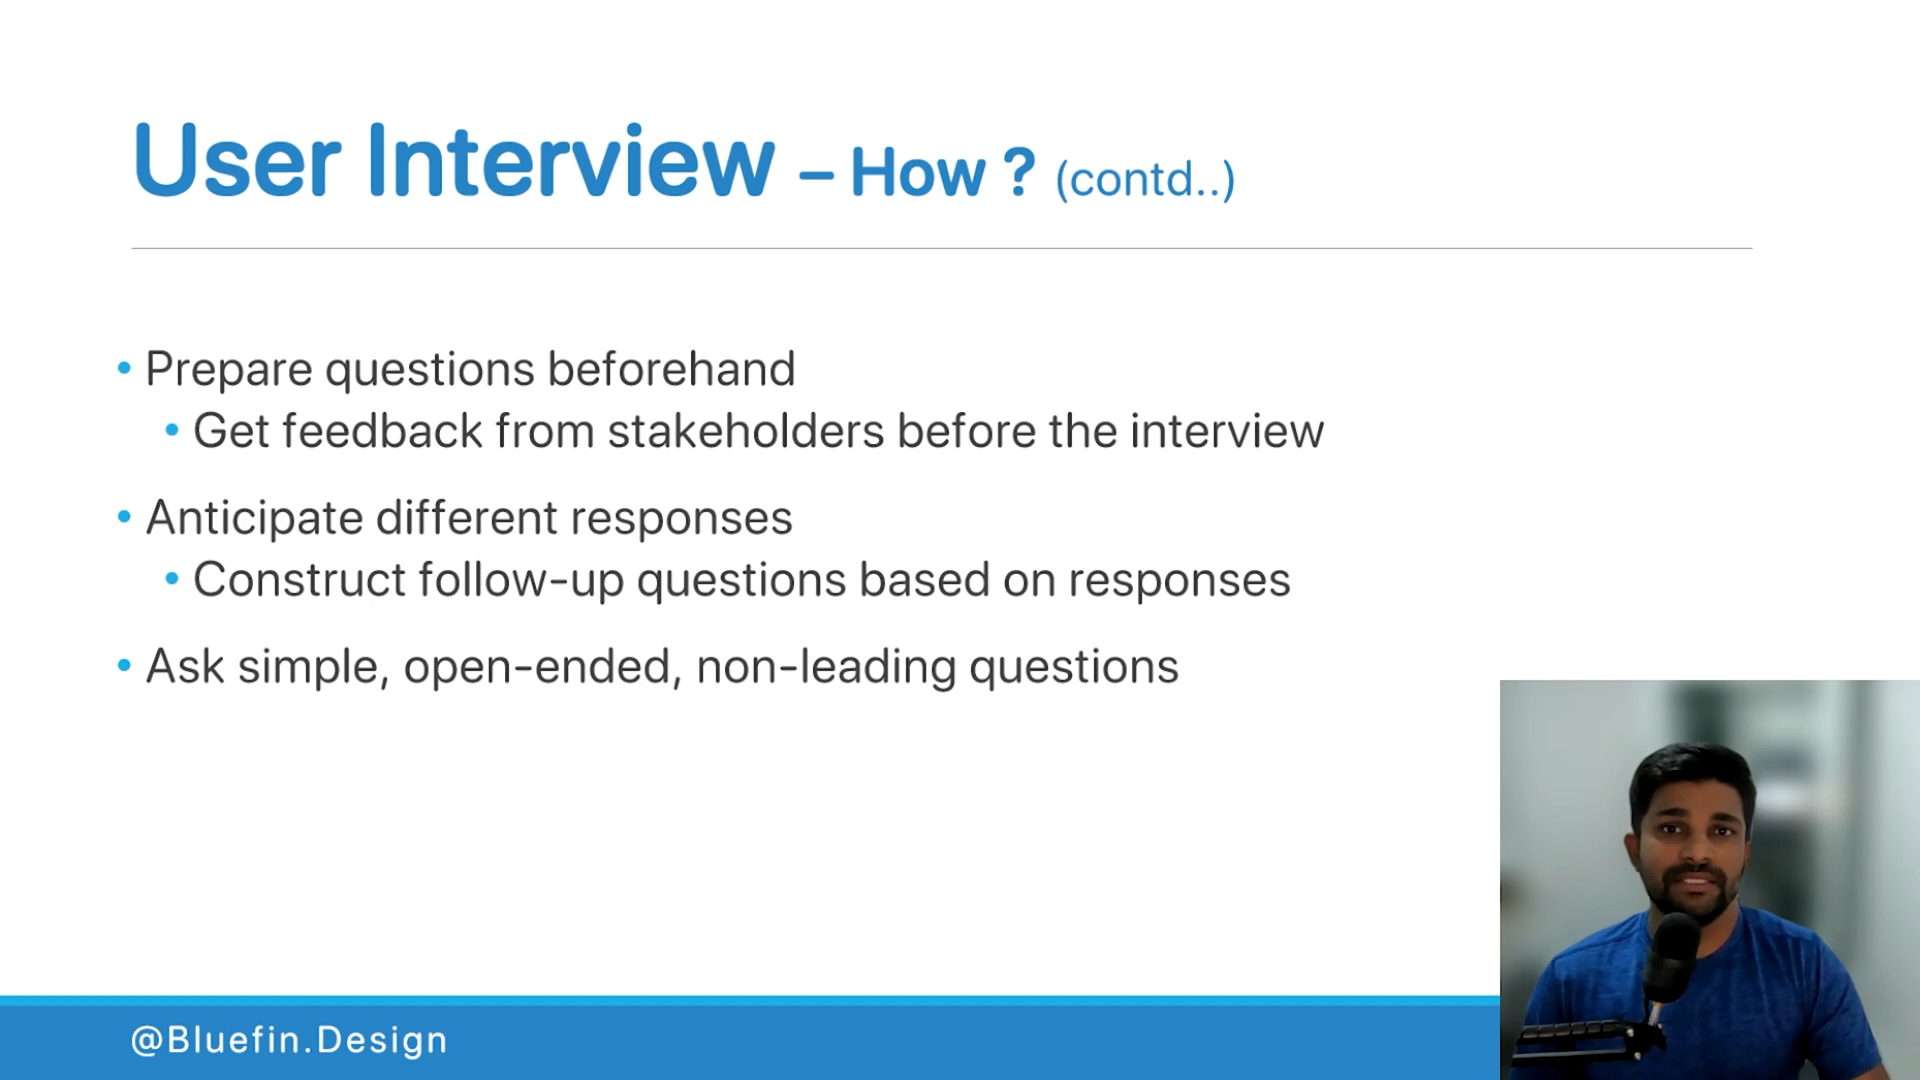 User Interview – How ? (contd..)
• Prepare questions beforehand
• Get feedback from stakeholders before the interview
• Anticipate different responses
• Construct follow-up questions based on responses
• Ask simple, open-ended, non-leading questions
@Bluefin.Design